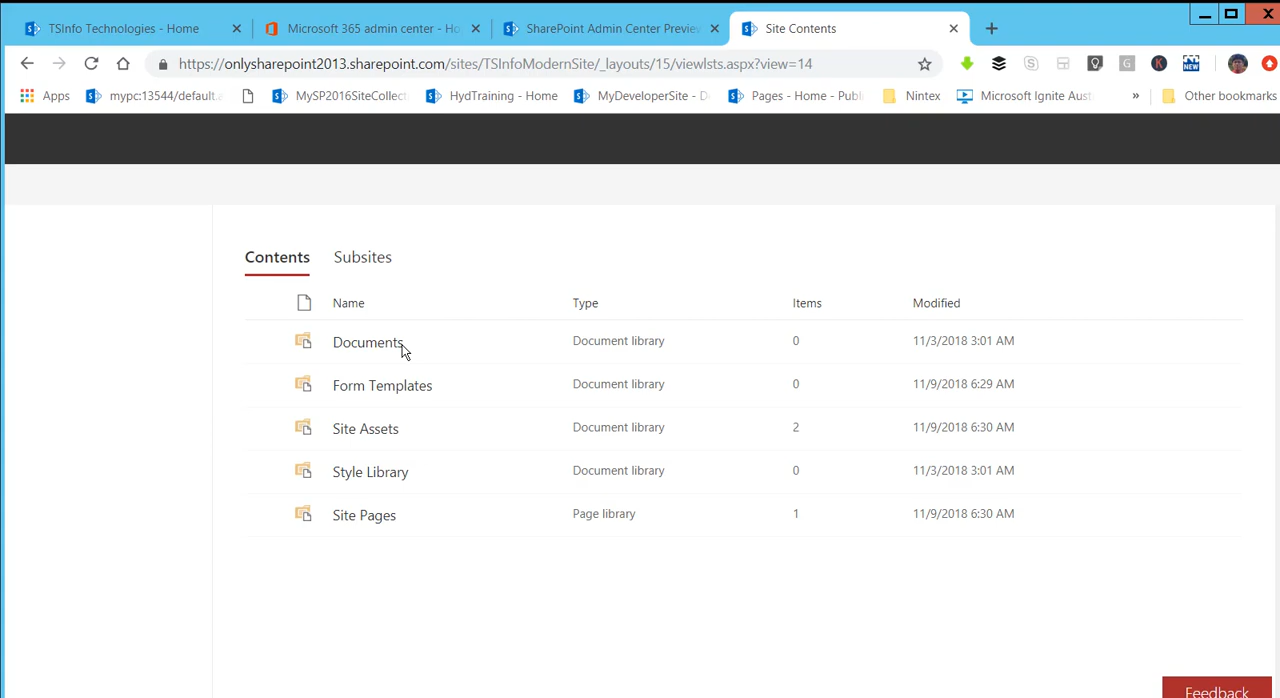 TSInfo Technologies - Home
Microsoft 365 admin center - Ho
SharePoint Admin Center Preview
Site Contents
https://onlysharepoint2013.sharepoint.com/sites/TSInfoModernSite/_layouts/15/viewlsts.aspx?view=14
Apps
mypc:13544/default.a
MySP2016SiteCollect
HydTraining - Home
MyDeveloperSite - D
Pages - Home - Publi
Nintex
Microsoft Ignite Aust
»
Other bookmarks
Contents Subsites
Name Type Items Modified
Documents Document library 0 11/3/2018 3:01 AM
Form Templates Document library 0 11/9/2018 6:29 AM
Site Assets Document library 2 11/9/2018 6:30 AM
Style Library Document library 0 11/3/2018 3:01 AM
Site Pages Page library 1 11/9/2018 6:30 AM
Feedback